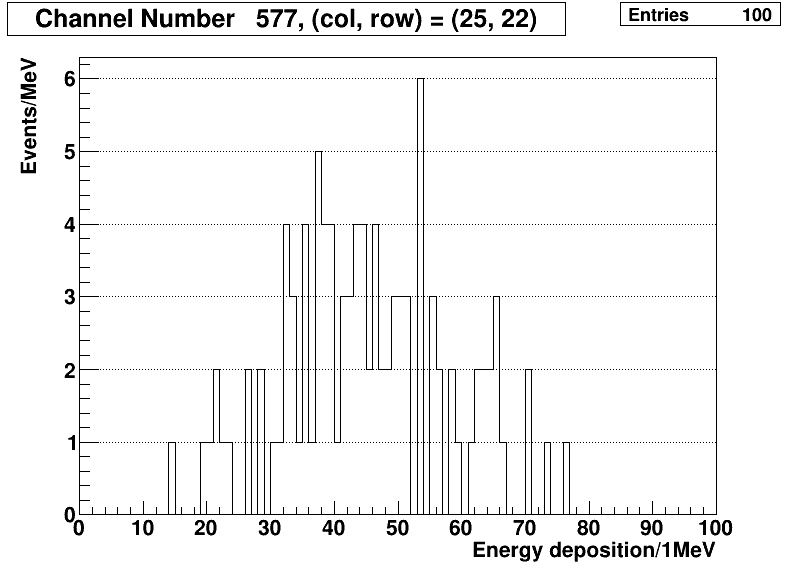 Channel Number   577, (col, row) = (25, 22)
Entries 100
Events/MeV
6
5
4
3
2
1
0
0 10 20 30 40 50 60 70 80 90 100
Energy deposition/1MeV